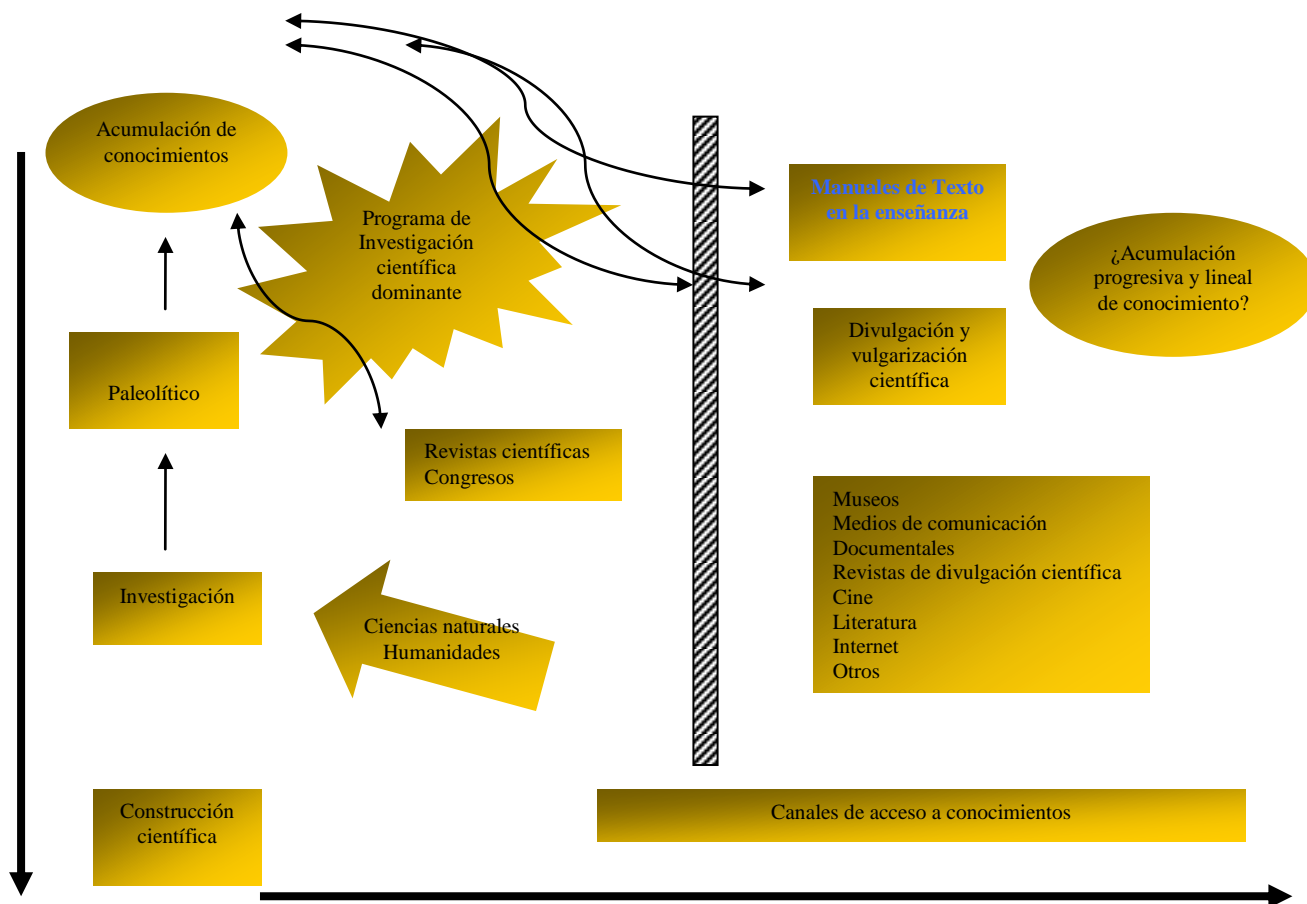 Acumulación de
conocimientos
Programa de
Investigación
científica
dominante
Manuales de Texto
en la enseñanza
¿Acumulación
progresiva y lineal
de conocimiento?
Divulgación y
vulgarización
científica
Paleolítico
Revistas científicas
Congresos
Museos
Medios de comunicación
Documentales
Revistas de divulgación científica
Cine
Literatura
Internet
Otros
Investigación
Ciencias naturales
Humanidades
Construcción
científica
Canales de acceso a conocimientos